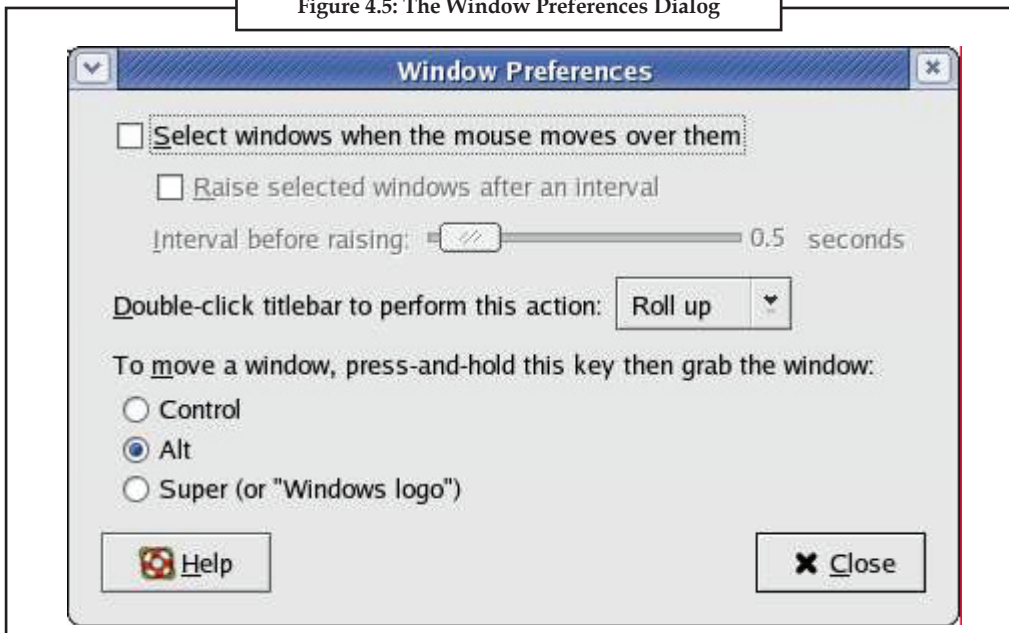 Figure 4.5: The Window Preferences Dialog
Window Preferences
Select windows when the mouse moves over them
Raise selected windows after an interval
Interval before raising: 0.5 seconds
Double-click titlebar to perform this action: Roll up
To move a window, press-and-hold this key then grab the window:
Control
Alt
Super (or "Windows logo")
Help Close